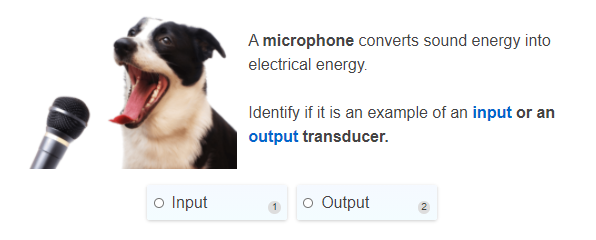 A microphone converts sound energy into
electrical energy.
Identify if it is an example of an input or an
output transducer.
Input 1
Output 2